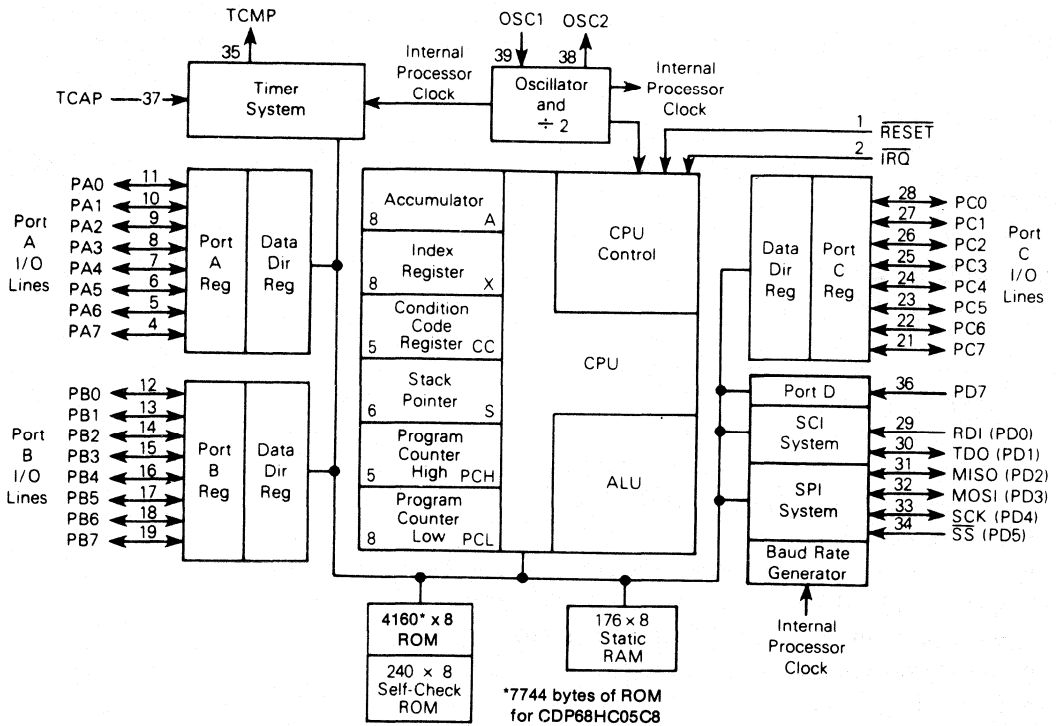 TCMP
35
OSC1 OSC2
39 38
Internal
Processor
Clock
Timer
System
TCAP 37
Oscillator
and
÷ 2
Internal
Processor
Clock
1 RESET
2 IRQ
Port
A
I/O
Lines
PA0 11
PA1 10
PA2 9
PA3 8
PA4 7
PA5 6
PA6 5
PA7 4
Port
A
Reg
Data
Dir
Reg
Accumulator
8 A
Index
Register
8 X
Condition
Code
Register
5 CC
Stack
Pointer
6 S
Program
Counter
High
5 PCH
Program
Counter
Low
8 PCL
CPU
Control
CPU
ALU
Data
Dir
Reg
Port
C
Reg
28 PC0
27 PC1
26 PC2
25 PC3
24 PC4
23 PC5
22 PC6
21 PC7
Port
C
I/O
Lines
Port
B
I/O
Lines
PB0 12
PB1 13
PB2 14
PB3 15
PB4 16
PB5 17
PB6 18
PB7 19
Port
B
Reg
Data
Dir
Reg
Port D
SCI
System
SPI
System
Baud Rate
Generator
36 PD7
29 RDI (PD0)
30 TDO (PD1)
31 MISO (PD2)
32 MOSI (PD3)
33 SCK (PD4)
34 SS (PD5)
Internal
Processor
Clock
4160* x 8
ROM
240 × 8
Self-Check
ROM
176 × 8
Static
RAM
*7744 bytes of ROM
for CDP68HC05C8